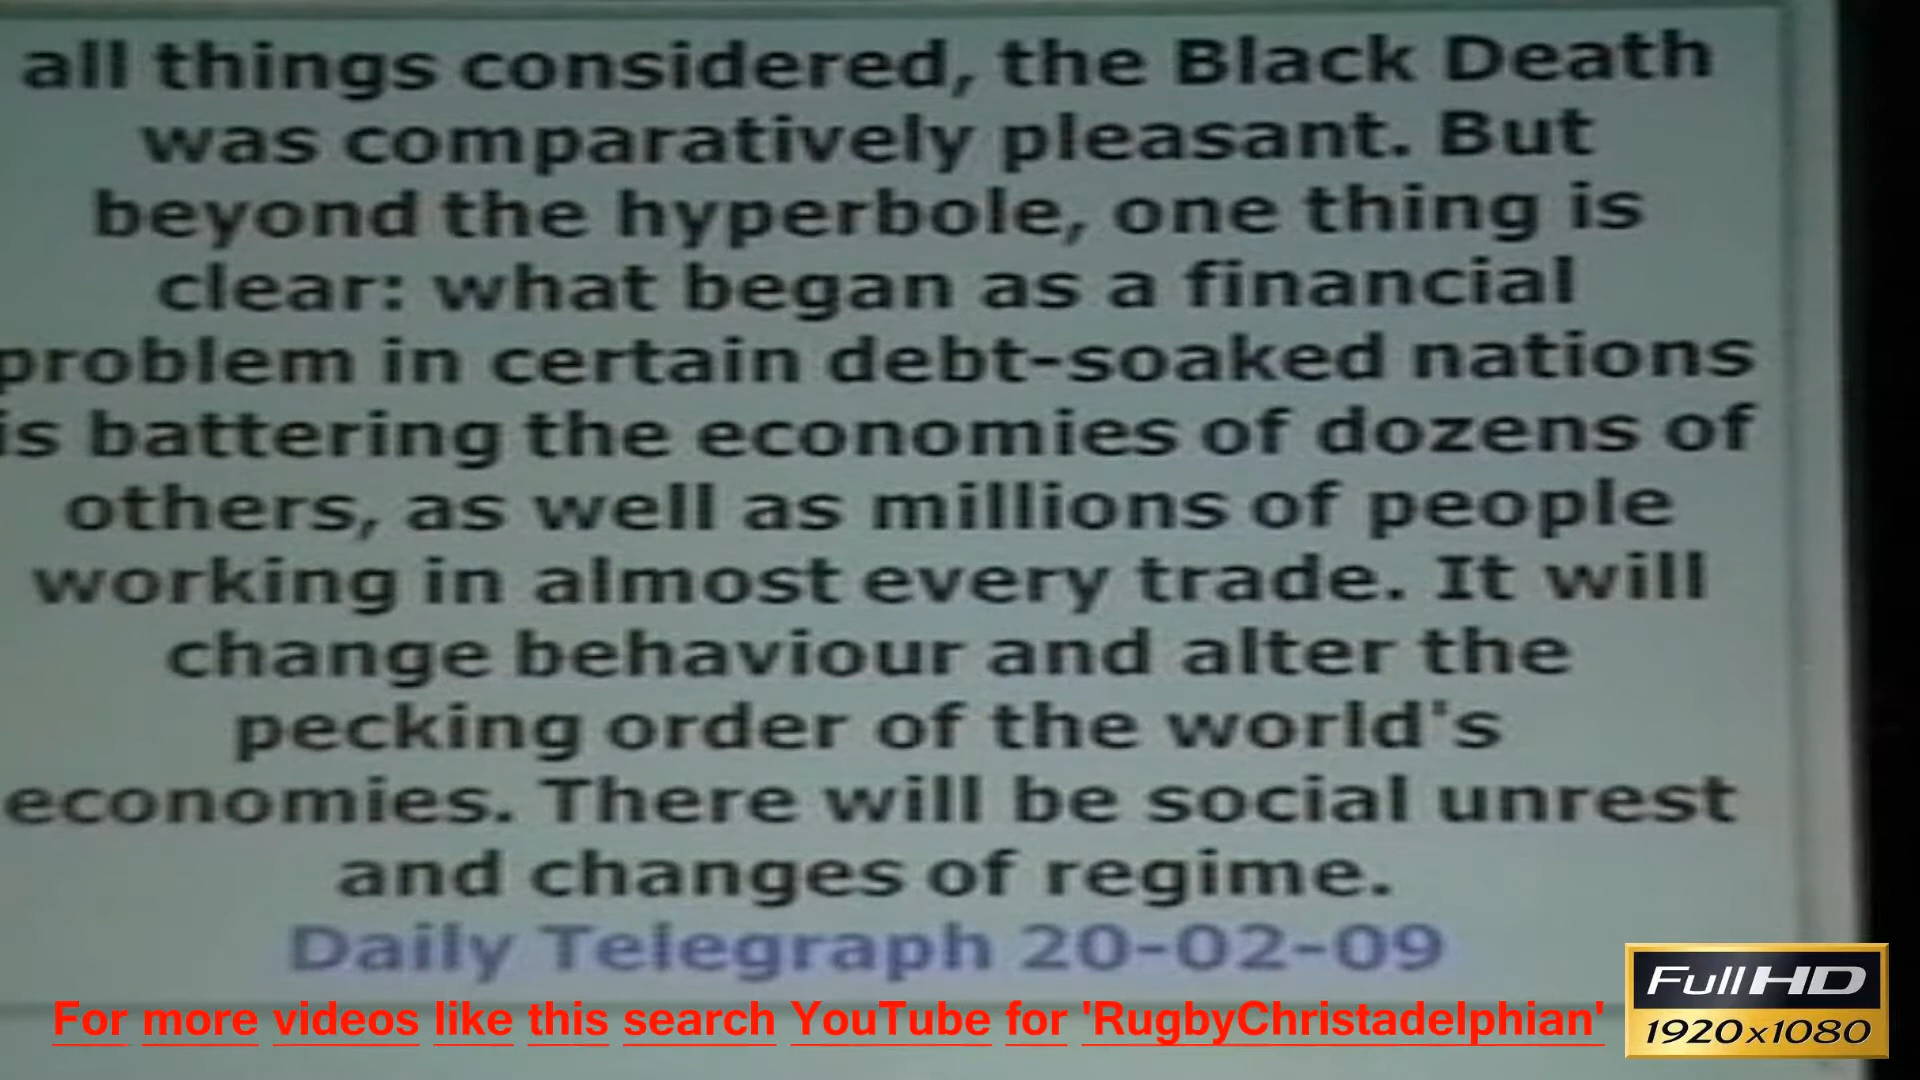 all things considered, the Black Death
was comparatively pleasant. But
beyond the hyperbole, one thing is
clear: what began as a financial
problem in certain debt-soaked nations
is battering the economies of dozens of
others, as well as millions of people
working in almost every trade. It will
change behaviour and alter the
pecking order of the world's
economies. There will be social unrest
and changes of regime.
Daily Telegraph 20-02-09
For more videos like this search YouTube for 'RugbyChristadelphian'
Full HD
1920x1080